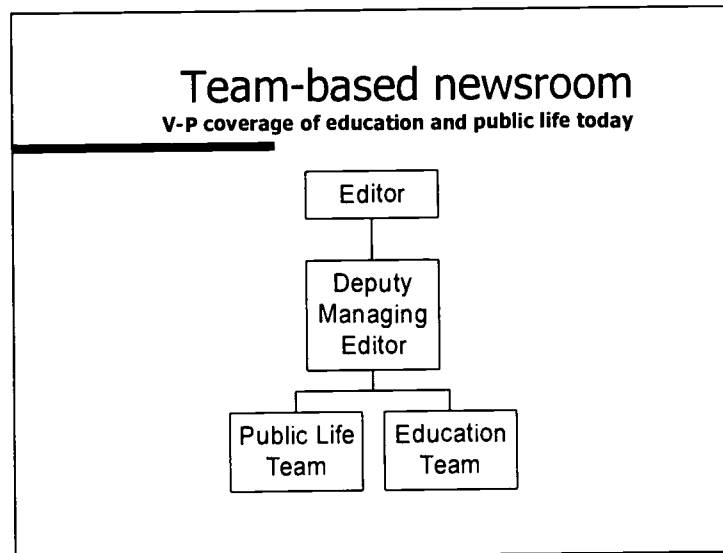 Team-based newsroom
V-P coverage of education and public life today
Editor
Deputy
Managing
Editor
Public Life
Team
Education
Team